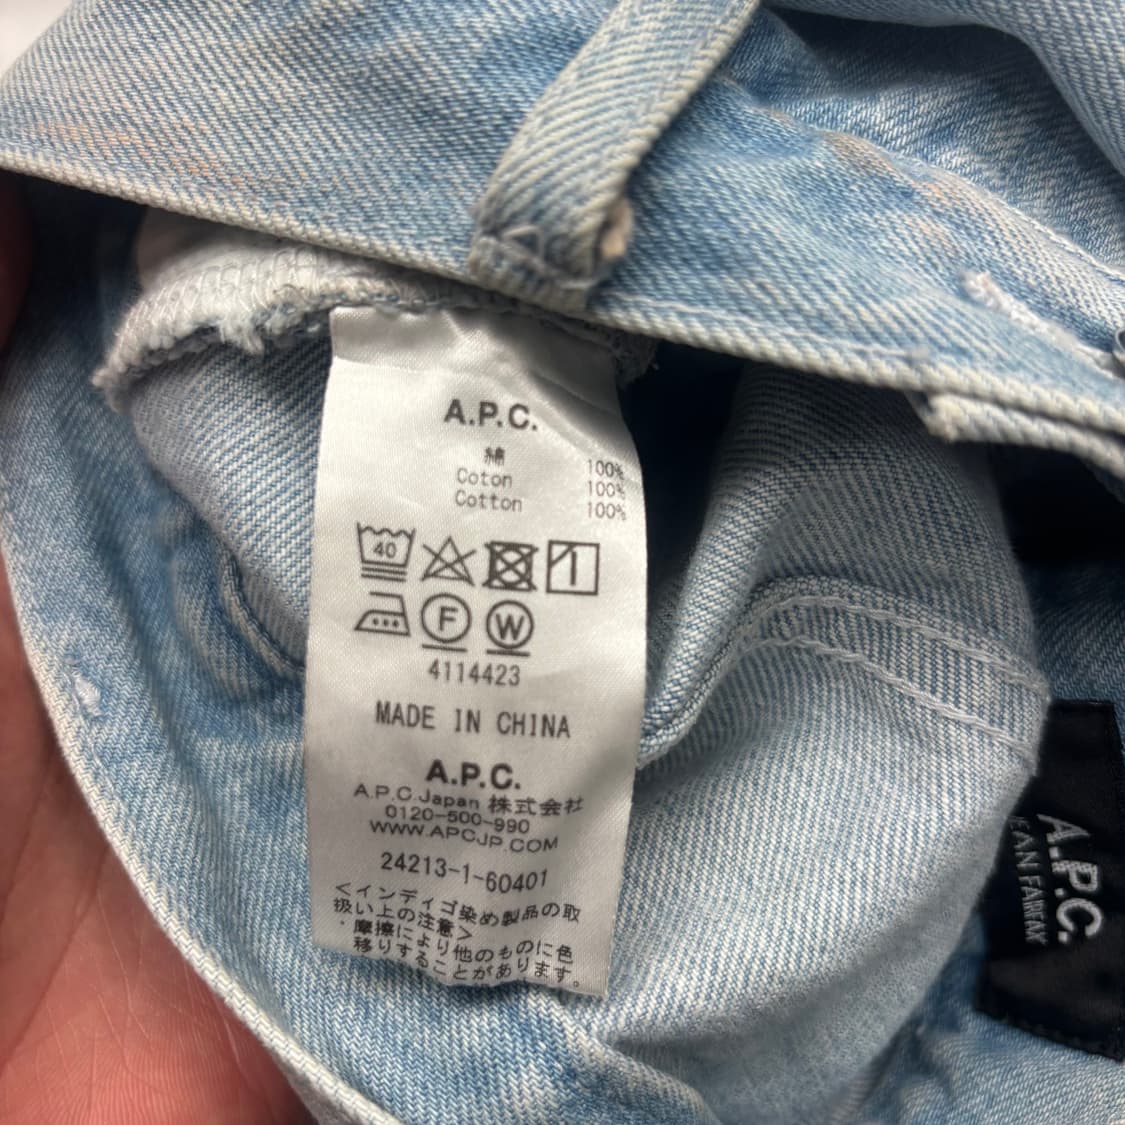 A.P.C.
綿 100%
Coton 100%
Cotton 100%
40
F W
4114423
MADE IN CHINA
A.P.C.
A.P.C.Japan 株式会社
0120-500-990
WWW.APCJP.COM
24213-1-60401
<インディゴ染め製品の取
扱い上の注意>
・摩擦により他のものに色
移りすることがあります。
A.P.C.
JEAN FAIRFAX